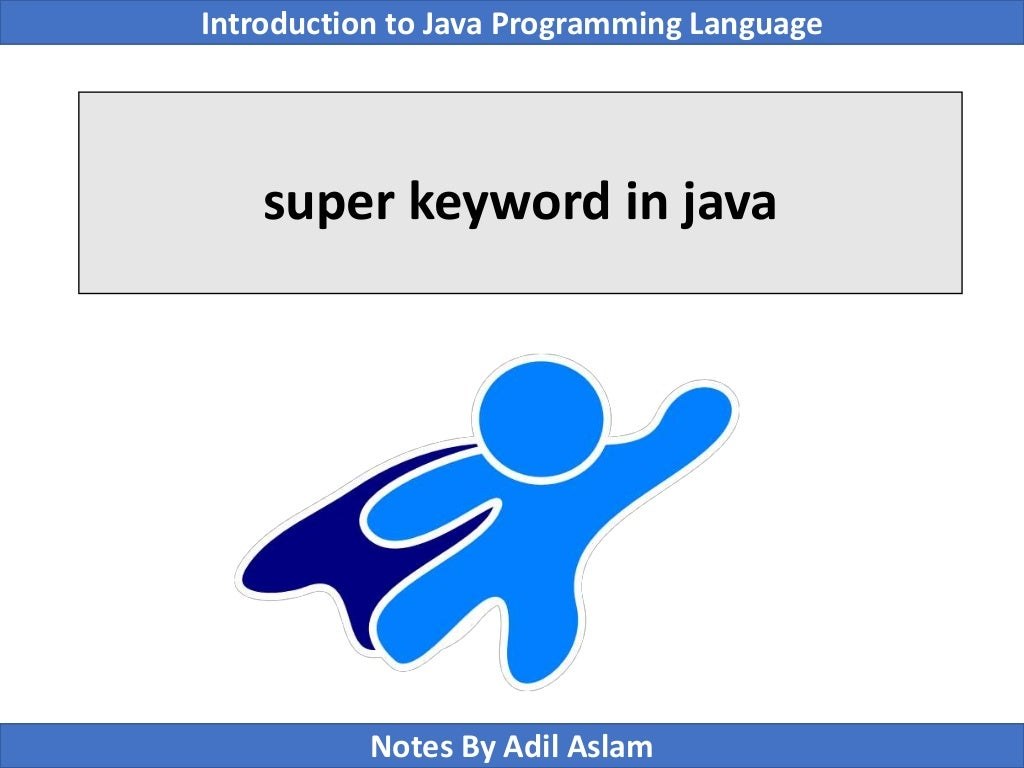 Introduction to Java Programming Language
super keyword in java
Notes By Adil Aslam